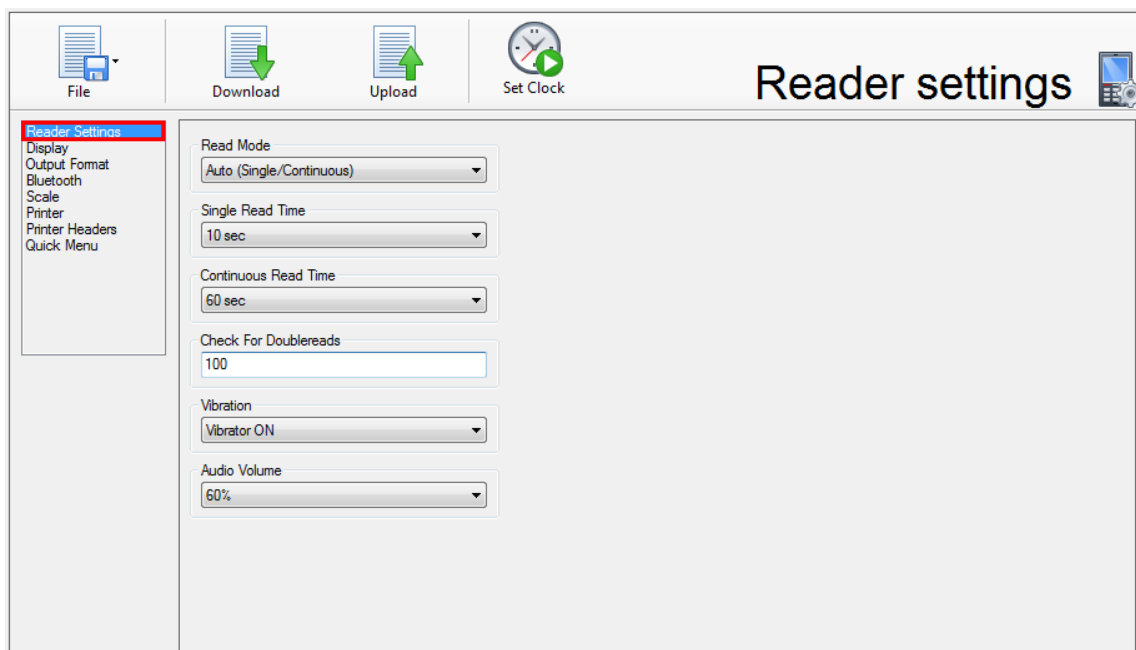 File
Download
Upload
Set Clock
Reader settings
Reader Settings
Display
Output Format
Bluetooth
Scale
Printer
Printer Headers
Quick Menu
Read Mode
Auto (Single/Continuous)
Single Read Time
10 sec
Continuous Read Time
60 sec
Check For Doublereads
100
Vibration
Vibrator ON
Audio Volume
60%